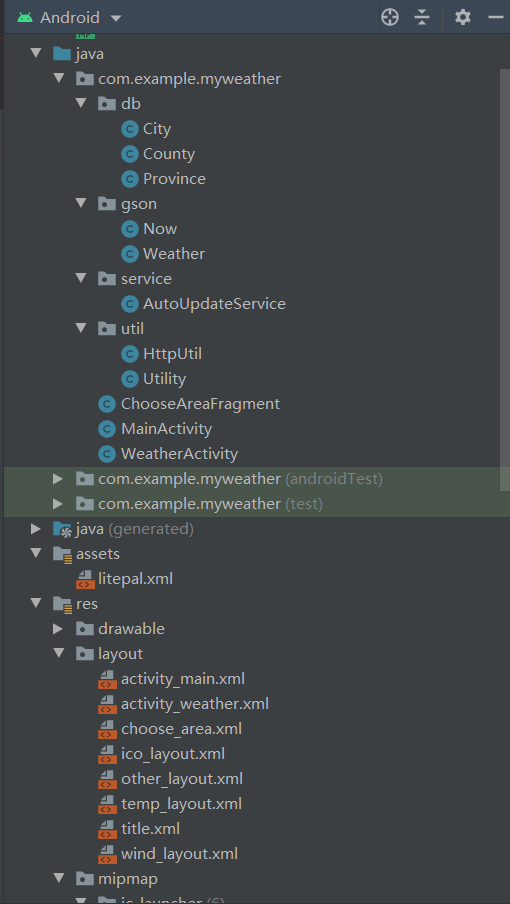 Android
java
com.example.myweather
db
City
County
Province
gson
Now
Weather
service
AutoUpdateService
util
HttpUtil
Utility
ChooseAreaFragment
MainActivity
WeatherActivity
com.example.myweather (androidTest)
com.example.myweather (test)
java (generated)
assets
litepal.xml
res
drawable
layout
activity_main.xml
activity_weather.xml
choose_area.xml
ico_layout.xml
other_layout.xml
temp_layout.xml
title.xml
wind_layout.xml
mipmap
ic_launcher (6)